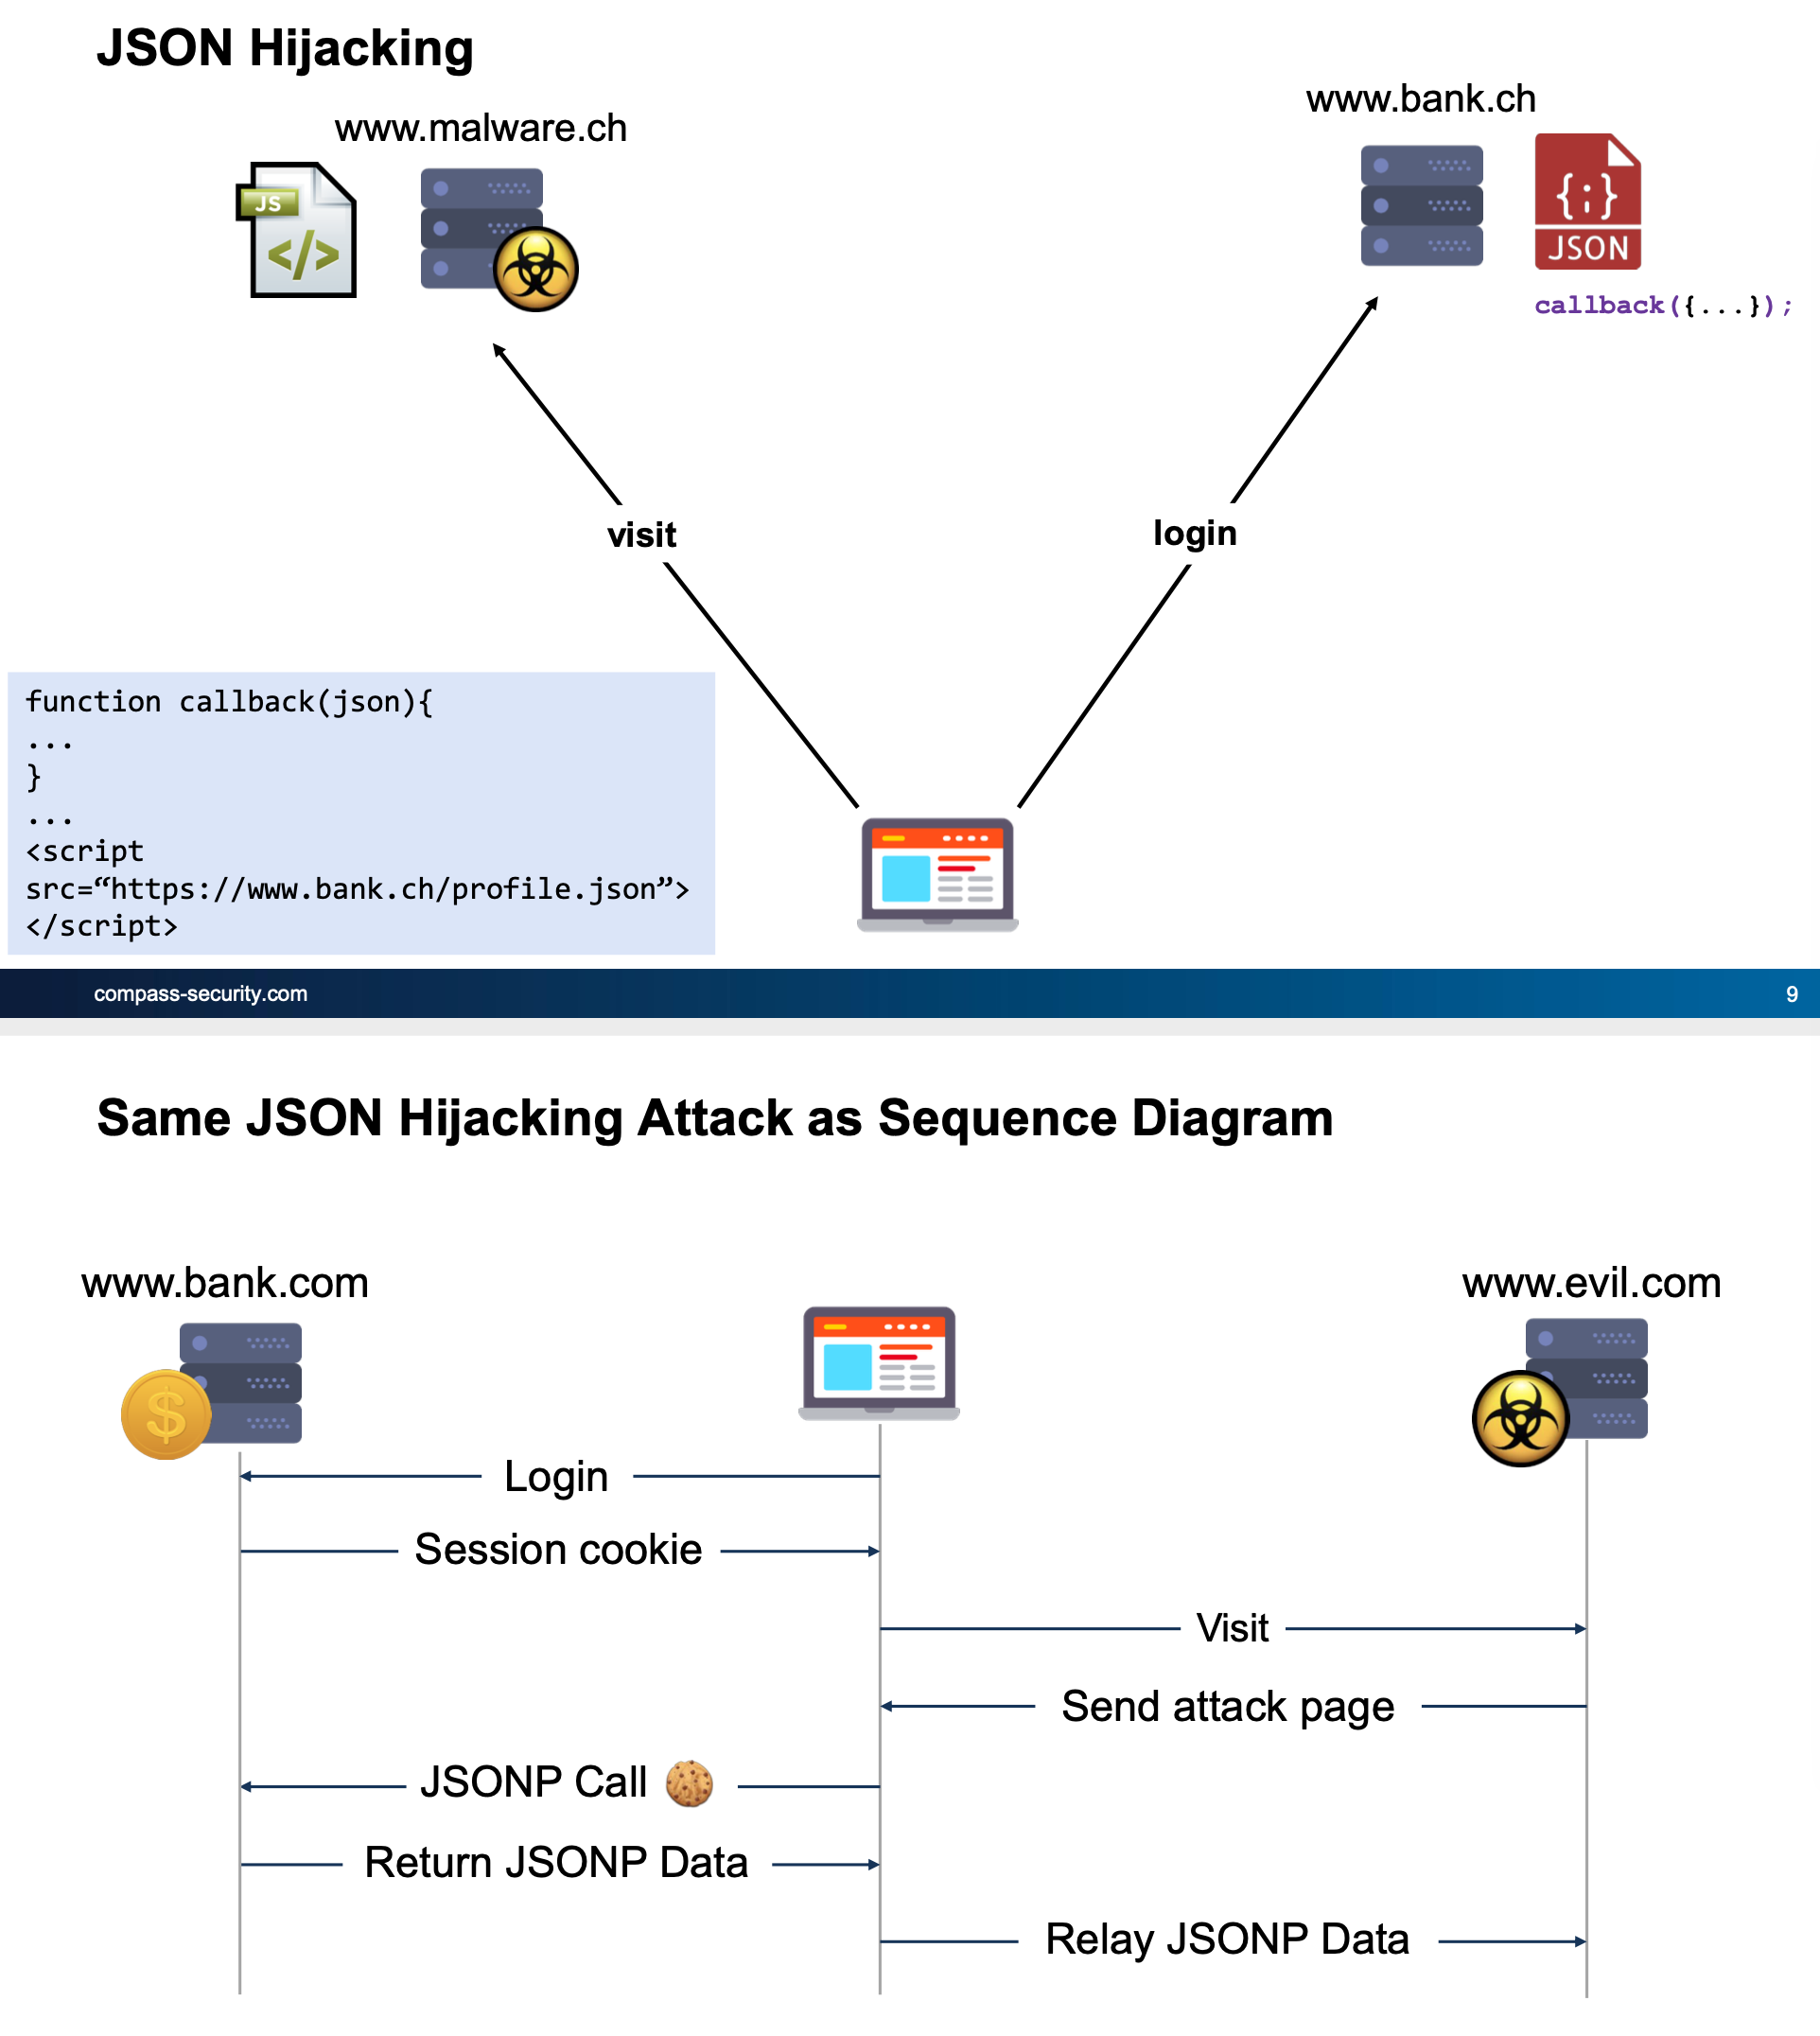 JSON Hijacking
www.malware.ch
www.bank.ch
JS
</>
{;}
JSON
callback({...});
visit
login
function callback(json){
...
}
...
<script
src=“https://www.bank.ch/profile.json”>
</script>
compass-security.com
9
Same JSON Hijacking Attack as Sequence Diagram
www.bank.com
www.evil.com
$
Login
Session cookie
Visit
Send attack page
JSONP Call
Return JSONP Data
Relay JSONP Data